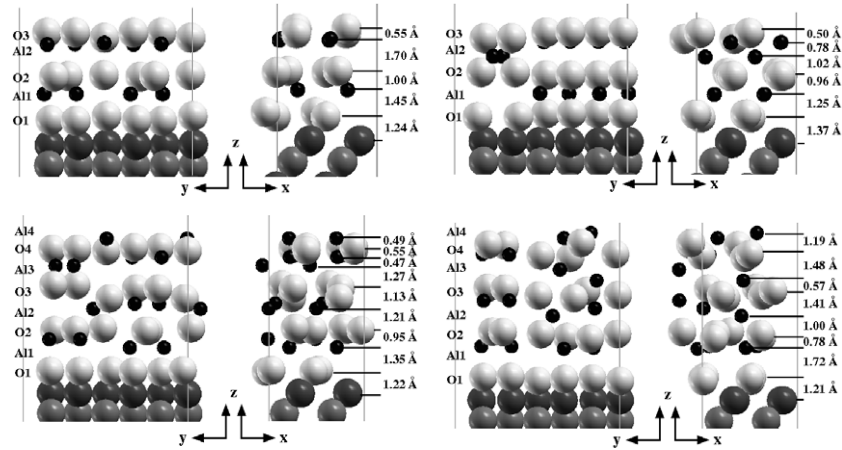 O3
Al2
O2
Al1
O1
0.55 Å
1.70 Å
1.00 Å
1.45 Å
1.24 Å
z
y
x
O3
Al2
O2
Al1
O1
0.50 Å
0.78 Å
1.02 Å
0.96 Å
1.25 Å
1.37 Å
z
y
x
Al4
O4
Al3
O3
Al2
O2
Al1
O1
0.49 Å
0.55 Å
0.47 Å
1.27 Å
1.13 Å
1.21 Å
0.95 Å
1.35 Å
1.22 Å
z
y
x
Al4
O4
Al3
O3
Al2
O2
Al1
O1
1.19 Å
1.48 Å
0.57 Å
1.41 Å
1.00 Å
0.78 Å
1.72 Å
1.21 Å
z
y
x